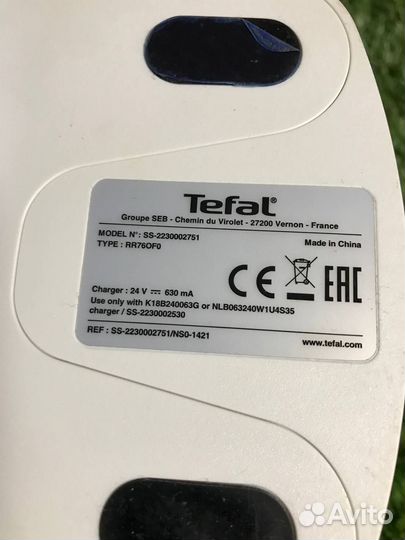 Tefal
Groupe SEB - Chemin du Virolet - 27200 Vernon - France
MODEL N°: SS-2230002751
Made in China
TYPE : RR76OF0
CE
EAC
Charger : 24 V ⎓ 630 mA
Use only with K18B240063G or NLB063240W1U4S35
charger / SS-2230002530
REF : SS-2230002751/NS0-1421
www.tefal.com
Avito